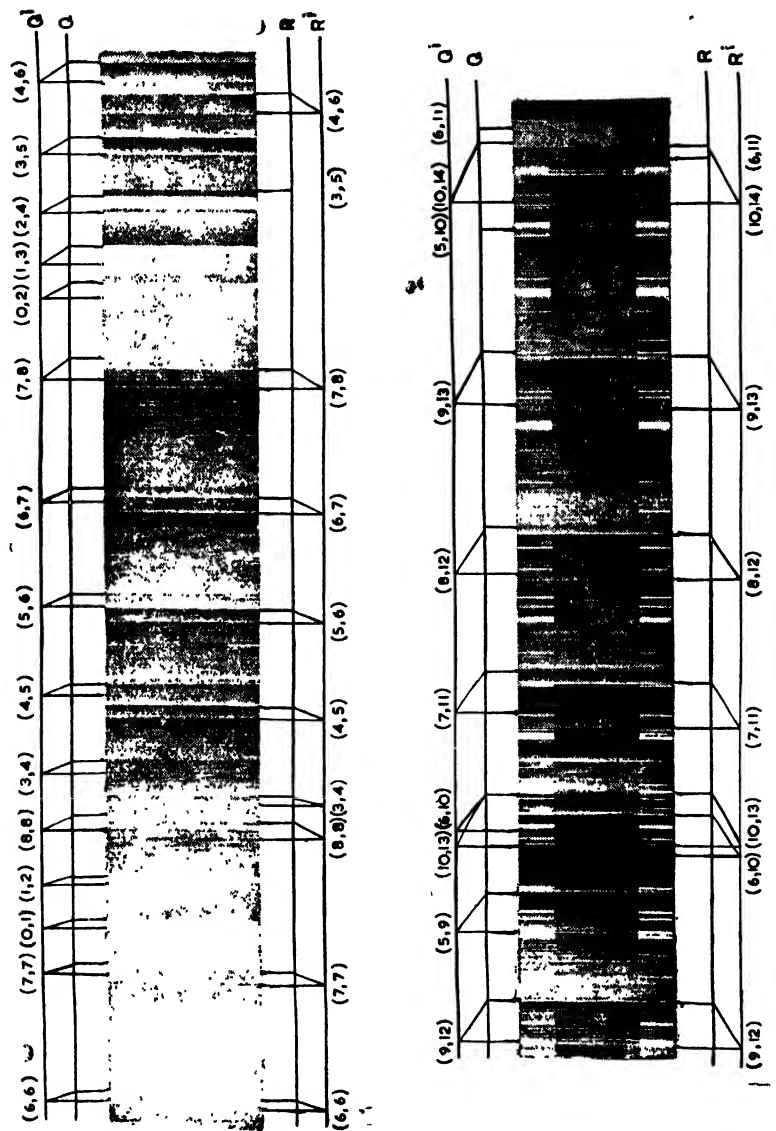 (6,6) (7,7) (0,1) (1,2) (8,8) (3,4) (4,5) (5,6) (6,7) (7,8) (0,2) (1,3) (2,4) (3,5) (4,6) Qⁱ
Q
R
(6,6) (7,7) (8,8) (3,4) (4,5) (5,6) (6,7) (7,8) (3,5) (4,6) Rⁱ
(9,12) (5,9) (10,13) (6,10) (7,11) (8,12) (9,13) (5,10) (10,14) (6,11) Qⁱ
Q
R
(9,12) (6,10) (10,13) (7,11) (8,12) (9,13) (10,14) (6,11) Rⁱ